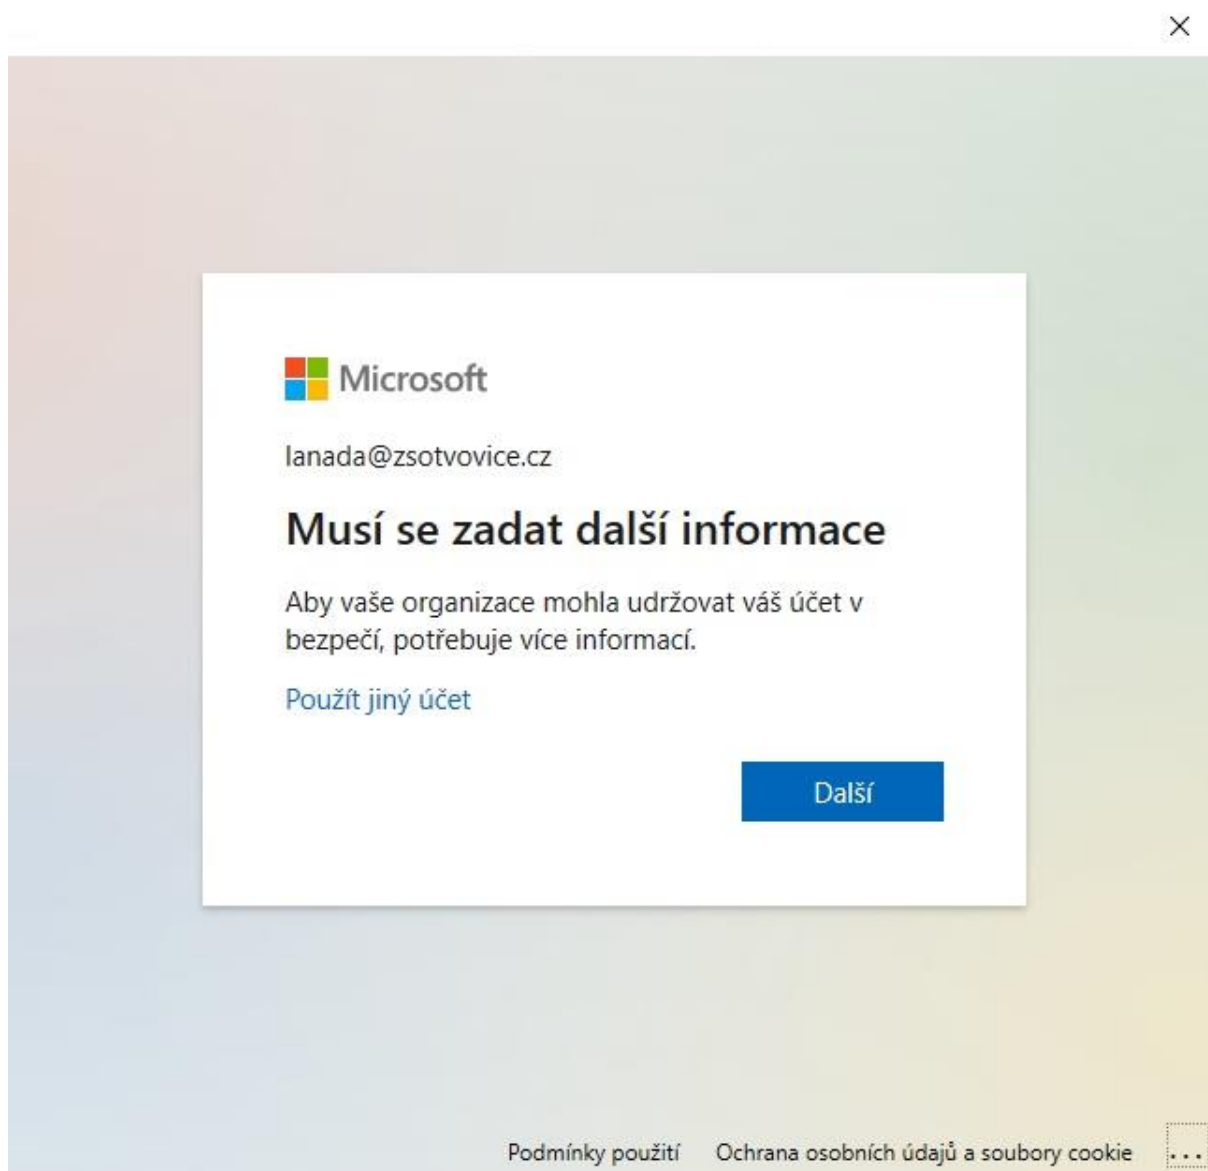 Microsoft
lanada@zsotvovice.cz
Musí se zadat další informace
Aby vaše organizace mohla udržovat váš účet v
bezpečí, potřebuje více informací.
Použít jiný účet
Další
Podmínky použití Ochrana osobních údajů a soubory cookie ...